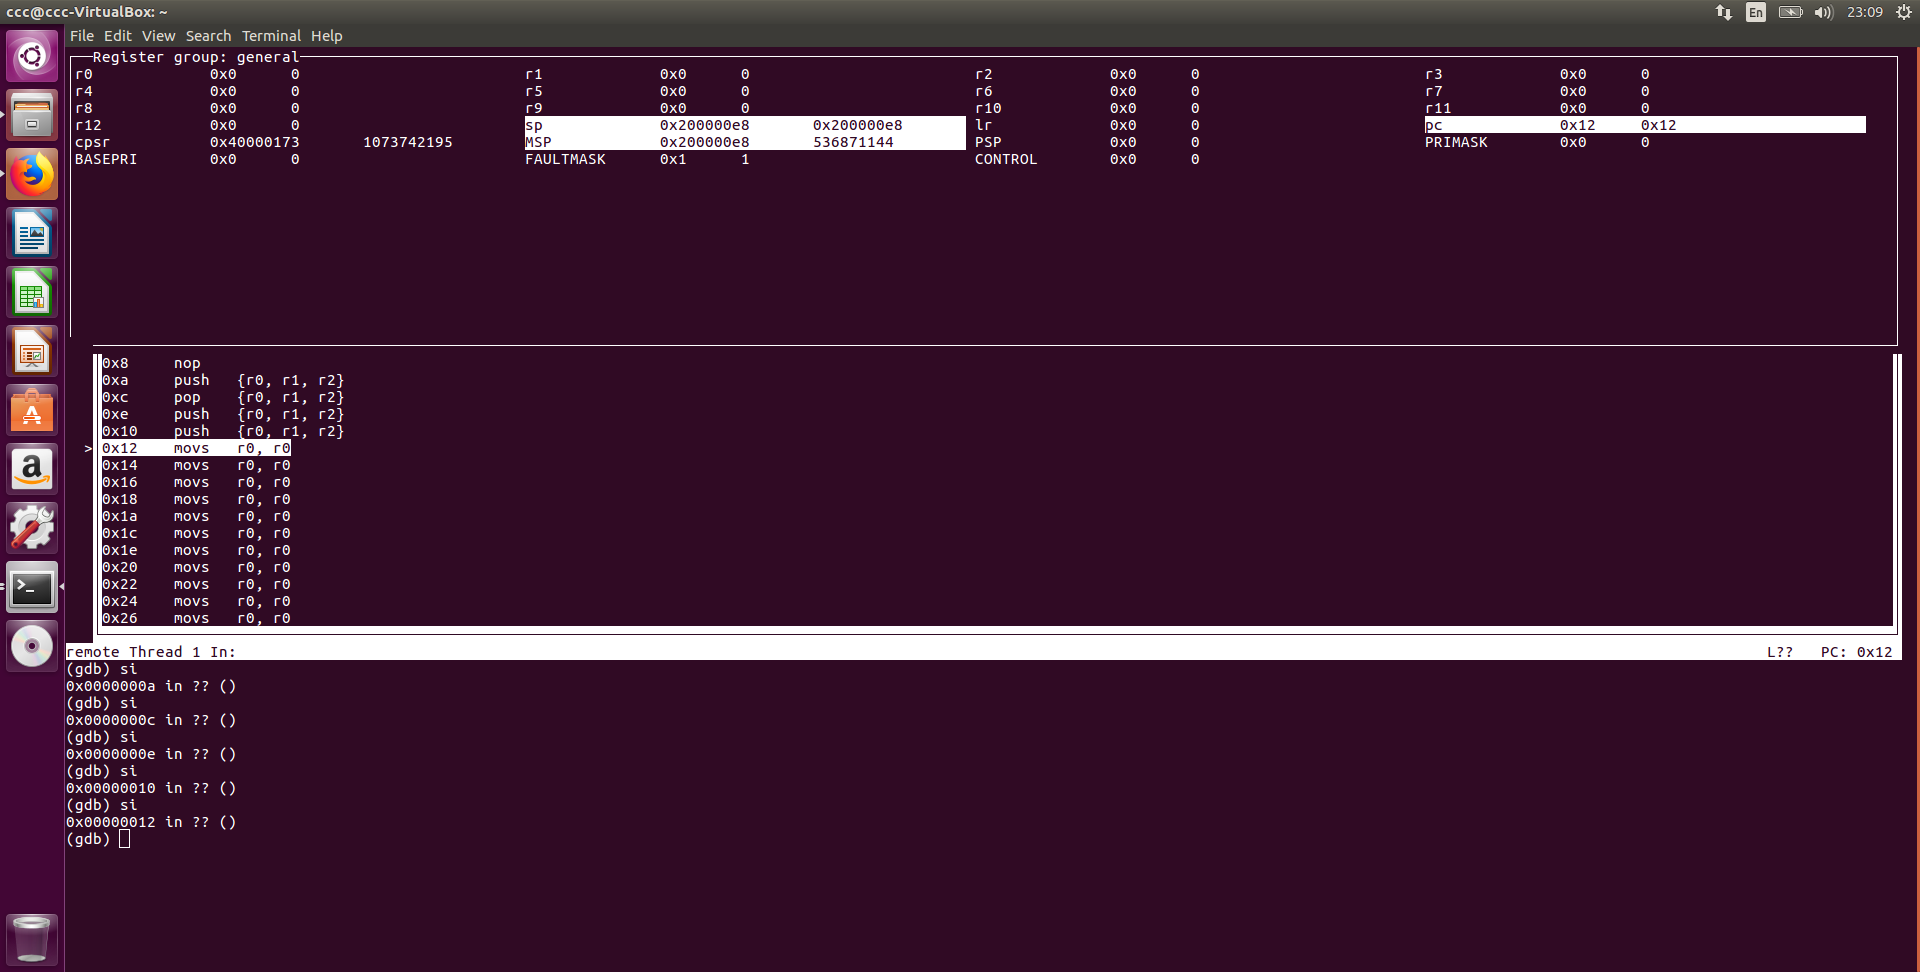 ccc@ccc-VirtualBox: ~ En 23:09
File Edit View Search Terminal Help
Register group: general
r0 0x0 0 r1 0x0 0 r2 0x0 0 r3 0x0 0
r4 0x0 0 r5 0x0 0 r6 0x0 0 r7 0x0 0
r8 0x0 0 r9 0x0 0 r10 0x0 0 r11 0x0 0
r12 0x0 0 sp 0x200000e8 0x200000e8 lr 0x0 0 pc 0x12 0x12
cpsr 0x40000173 1073742195 MSP 0x200000e8 536871144 PSP 0x0 0 PRIMASK 0x0 0
BASEPRI 0x0 0 FAULTMASK 0x1 1 CONTROL 0x0 0
0x8 nop
0xa push {r0, r1, r2}
0xc pop {r0, r1, r2}
0xe push {r0, r1, r2}
0x10 push {r0, r1, r2}
>0x12 movs r0, r0
0x14 movs r0, r0
0x16 movs r0, r0
0x18 movs r0, r0
0x1a movs r0, r0
0x1c movs r0, r0
0x1e movs r0, r0
0x20 movs r0, r0
0x22 movs r0, r0
0x24 movs r0, r0
0x26 movs r0, r0
remote Thread 1 In: L?? PC: 0x12
(gdb) si
0x0000000a in ?? ()
(gdb) si
0x0000000c in ?? ()
(gdb) si
0x0000000e in ?? ()
(gdb) si
0x00000010 in ?? ()
(gdb) si
0x00000012 in ?? ()
(gdb)